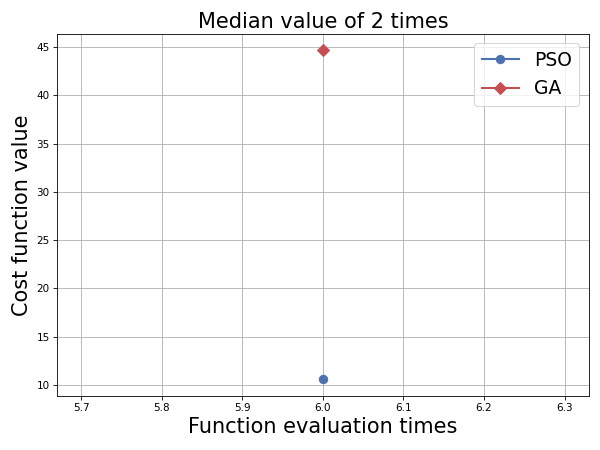 Median value of 2 times
PSO
GA
Cost function value
45
40
35
30
25
20
15
10
5.7 5.8 5.9 6.0 6.1 6.2 6.3
Function evaluation times